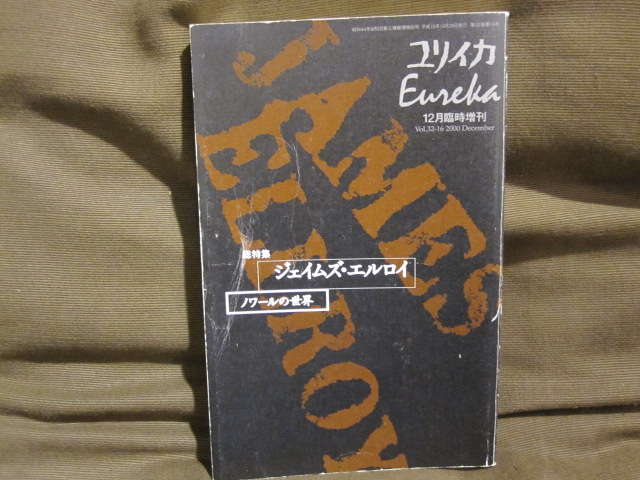 ユリイカ
Eureka
12月臨時増刊
Vol.32-16 2000 December
JAMES
ELLROY
総特集
ジェイムズ・エルロイ
ノワールの世界